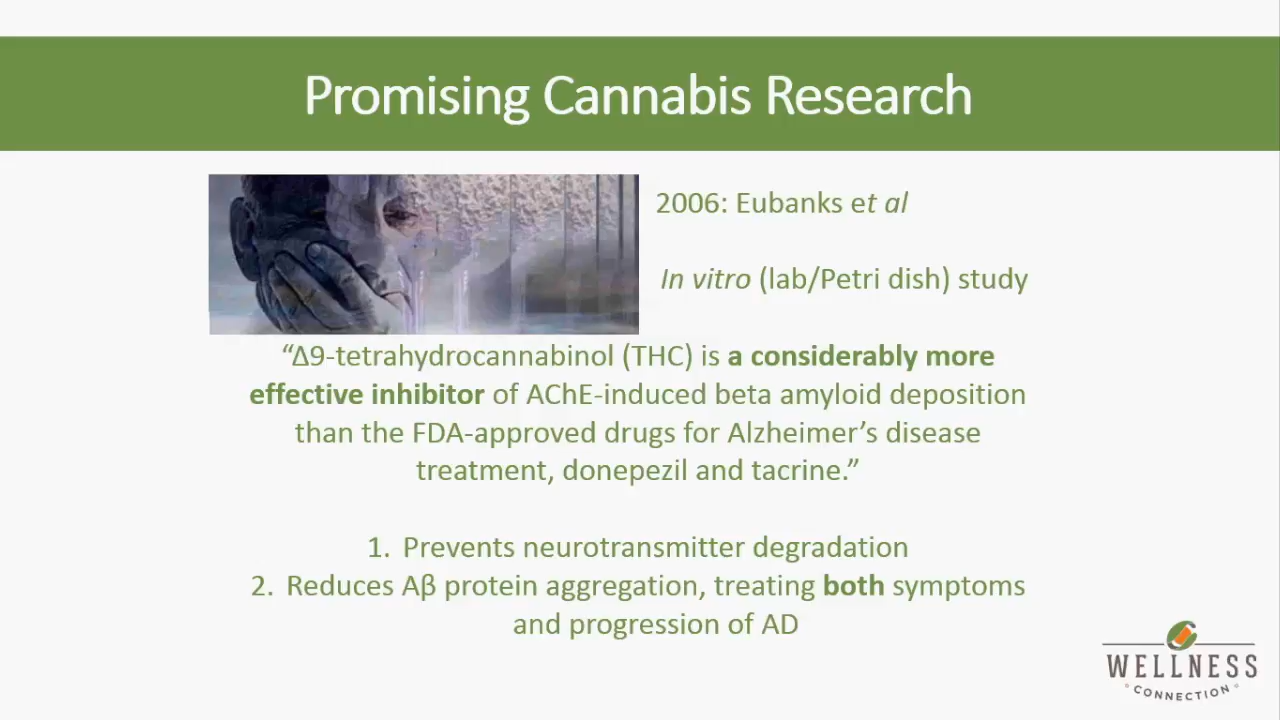 Promising Cannabis Research
2006: Eubanks et al
In vitro (lab/Petri dish) study
“Δ9-tetrahydrocannabinol (THC) is a considerably more
effective inhibitor of AChE-induced beta amyloid deposition
than the FDA-approved drugs for Alzheimer’s disease
treatment, donepezil and tacrine.”
1. Prevents neurotransmitter degradation
2. Reduces Aβ protein aggregation, treating both symptoms
and progression of AD
WELLNESS
CONNECTION